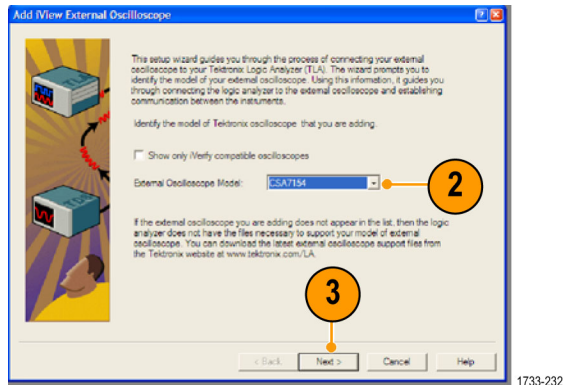 Add iView External Oscilloscope
This setup wizard guides you through the process of connecting your external
oscilloscope to your Tektronix Logic Analyzer (TLA). The wizard prompts you to
identify the model of your external oscilloscope. Using this information, it guides you
through connecting the logic analyzer to the external oscilloscope and establishing
communication between the instruments.
Identify the model of Tektronix oscilloscope that you are adding.
Show only iVerify compatible oscilloscopes
External Oscilloscope Model: CSA7154
2
If the external oscilloscope you are adding does not appear in the list, then the logic
analyzer does not have the files necessary to support your model of external
oscilloscope. You can download the latest external oscilloscope support files from
the Tektronix website at www.tektronix.com/LA.
3
< Back Next > Cancel Help
1733-232
TLA
TDS